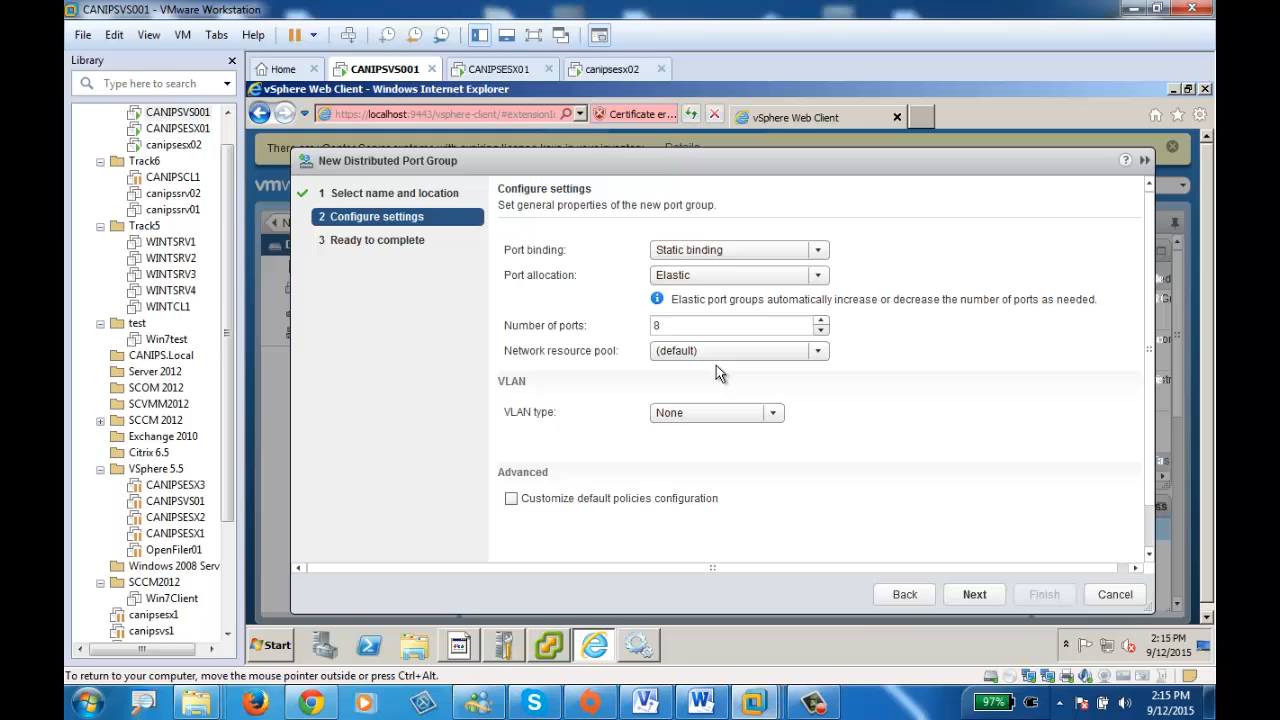 CANIPSVS001 - VMware Workstation
File Edit View VM Tabs Help
Library
Type here to search
CANIPSVS001
CANIPSESX01
canipsesx02
Track6
CANIPSCL1
canipssrv02
canipssrv01
Track5
WINTSRV1
WINTSRV2
WINTSRV3
WINTSRV4
WINTCL1
test
Win7test
CANIPS.Local
Server 2012
SCOM 2012
SCVMM2012
SCCM 2012
Exchange 2010
Citrix 6.5
VSphere 5.5
CANIPSESX3
CANIPSVS01
CANIPSESX2
CANIPSESX1
OpenFiler01
Windows 2008 Serv
SCCM2012
Win7Client
canipsesx1
canipsvs1
Home CANIPSVS001 CANIPSESX01 canipsesx02
vSphere Web Client - Windows Internet Explorer
https://localhost:9443/vsphere-client/#extensionI Certificate er... vSphere Web Client
vmw
New Distributed Port Group
1 Select name and location
2 Configure settings
3 Ready to complete
Configure settings
Set general properties of the new port group.
Port binding: Static binding
Port allocation: Elastic
Elastic port groups automatically increase or decrease the number of ports as needed.
Number of ports: 8
Network resource pool: (default)
VLAN
VLAN type: None
Advanced
Customize default policies configuration
Back Next Finish Cancel
Start
2:15 PM
9/12/2015
To return to your computer, move the mouse pointer outside or press Ctrl+Alt.
97%
2:15 PM
9/12/2015